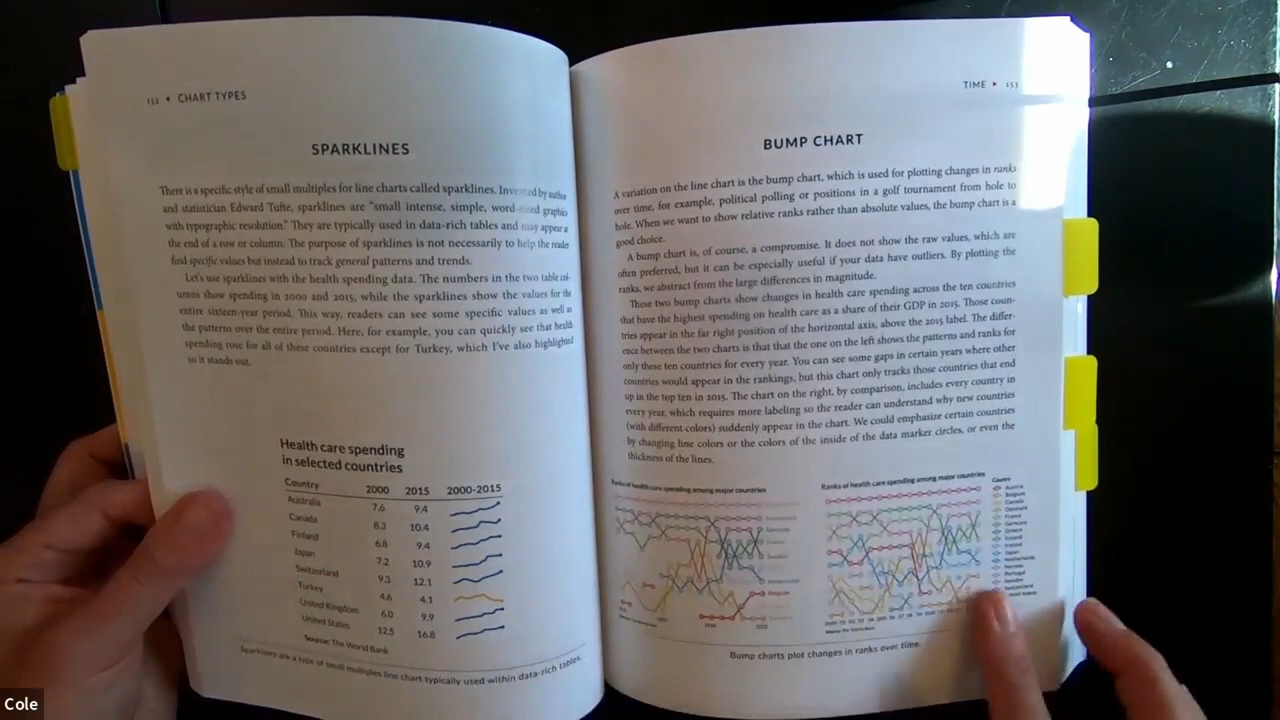 152 ◂ CHART TYPES
SPARKLINES
There is a specific style of small multiples for line charts called sparklines. Invented by author
and statistician Edward Tufte, sparklines are “small intense, simple, word-sized graphics
with typographic resolution.” They are typically used in data-rich tables and may appear at
the end of a row or column. The purpose of sparklines is not necessarily to help the reader
find specific values but instead to track general patterns and trends.
Let's use sparklines with the health spending data. The numbers in the two table col-
umns show spending in 2000 and 2015, while the sparklines show the values for the
entire sixteen-year period. This way, readers can see some specific values as well as
the patterns over the entire period. Here, for example, you can quickly see that health
spending rose for all of these countries except for Turkey, which I've also highlighted
so it stands out.
Health care spending
in selected countries
Country 2000 2015 2000-2015
Australia 7.6 9.4
Canada 8.3 10.4
Finland 6.8 9.4
Japan 7.2 10.9
Switzerland 9.3 12.1
Turkey 4.6 4.1
United Kingdom 6.0 9.9
United States 12.5 16.8
Source: The World Bank
Sparklines are a type of small multiples line chart typically used within data-rich tables.
TIME ▸ 153
BUMP CHART
A variation on the line chart is the bump chart, which is used for plotting changes in ranks
over time, for example, political polling or positions in a golf tournament from hole to
hole. When we want to show relative ranks rather than absolute values, the bump chart is a
good choice.
A bump chart is, of course, a compromise. It does not show the raw values, which are
often preferred, but it can be especially useful if your data have outliers. By plotting the
ranks, we abstract from the large differences in magnitude.
These two bump charts show changes in health care spending across the ten countries
that have the highest spending on health care as a share of their GDP in 2015. Those coun-
tries appear in the far right position of the horizontal axis, above the 2015 label. The differ-
ence between the two charts is that that the one on the left shows the patterns and ranks for
only these ten countries for every year. You can see some gaps in certain years where other
countries would appear in the rankings, but this chart only tracks those countries that end
up in the top ten in 2015. The chart on the right, by comparison, includes every country in
every year, which requires more labeling so the reader can understand why new countries
(with different colors) suddenly appear in the chart. We could emphasize certain countries
by changing line colors or the colors of the inside of the data marker circles, or even the
thickness of the lines.
Ranks of health care spending among major countries
Ranks of health care spending among major countries
Country
Austria
Belgium
Canada
Denmark
France
Germany
Greece
Iceland
Finland
Japan
Netherlands
Norway
Portugal
Sweden
Switzerland
Bump charts plot changes in ranks over time.
Cole